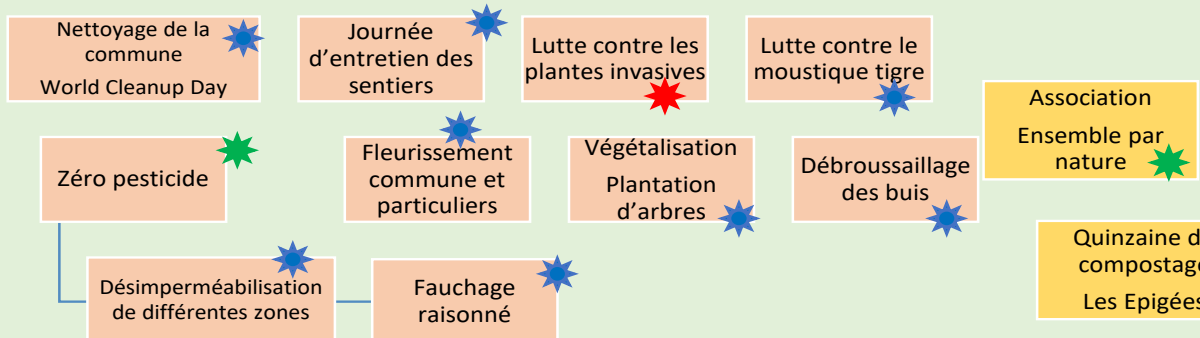 Nettoyage de la
commune
World Cleanup Day
Journée
d’entretien des
sentiers
Lutte contre les
plantes invasives
Lutte contre le
moustique tigre
Association
Ensemble par
nature
Zéro pesticide
Fleurissement
commune et
particuliers
Végétalisation
Plantation
d’arbres
Débroussaillage
des buis
Quinzaine d
compostage
Les Epigées
Désimperméabilisation
de différentes zones
Fauchage
raisonné